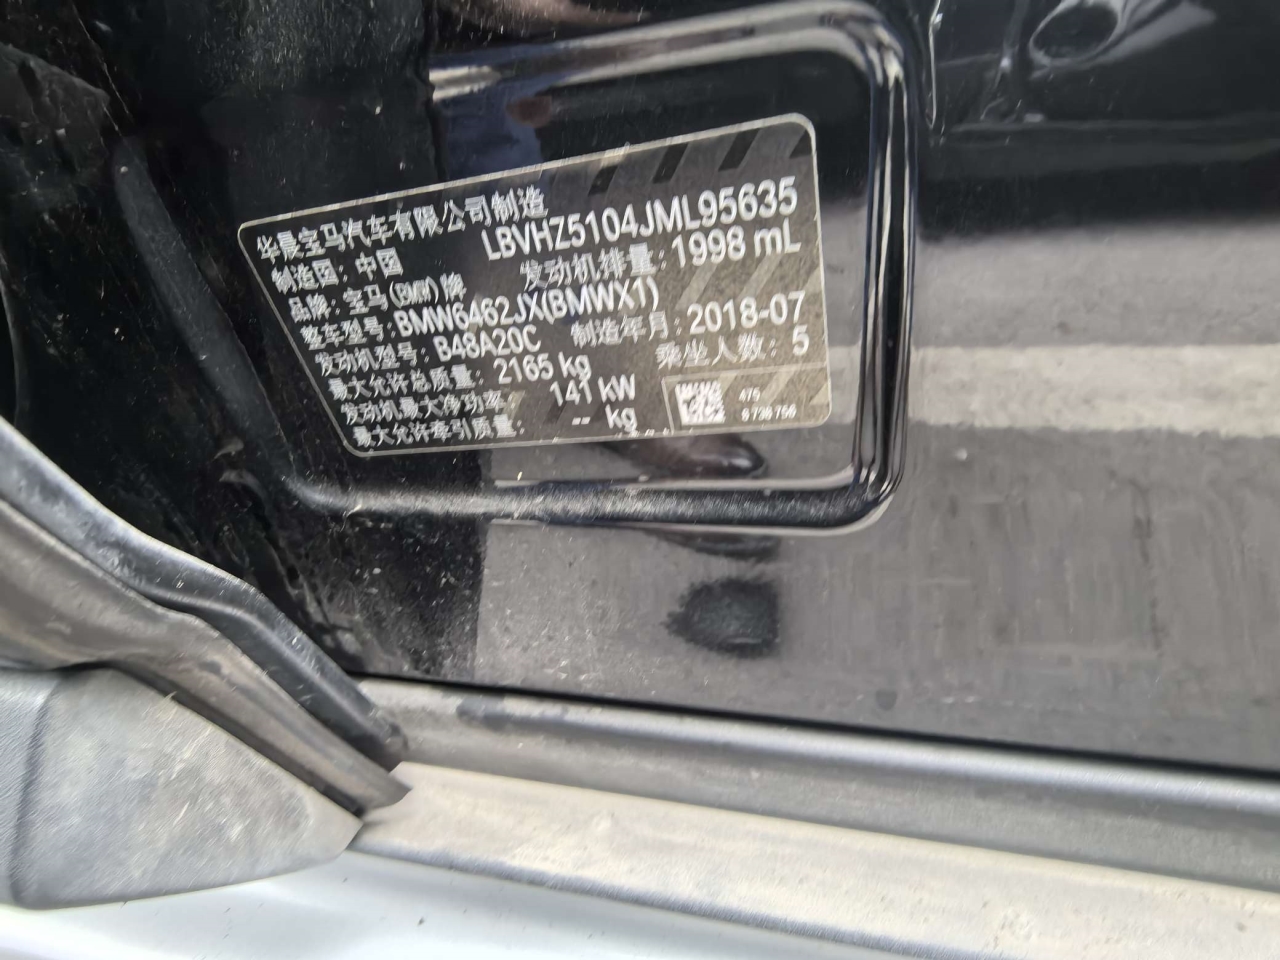 华晨宝马汽车有限公司制造
LBVHZ5104JML95635
制造国：中国
发动机排量：1998 mL
品牌：宝马(BMW)牌
整车型号：BMW6462JX(BMWX1)
制造年月：2018-07
发动机型号：B48A20C
乘坐人数：5
最大允许总质量：2165 kg
发动机最大净功率：141 kW
最大允许牵引质量：-- kg
475